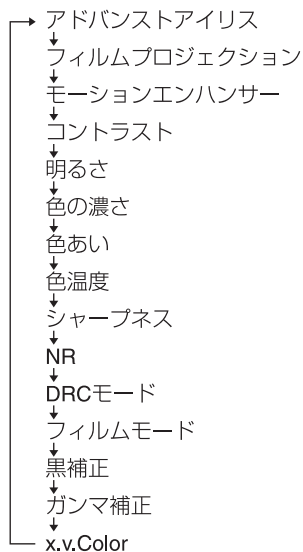 アドバンストアイリス
フィルムプロジェクション
モーションエンハンサー
コントラスト
明るさ
色の濃さ
色あい
色温度
シャープネス
NR
DRCモード
フィルムモード
黒補正
ガンマ補正
x.v.Color